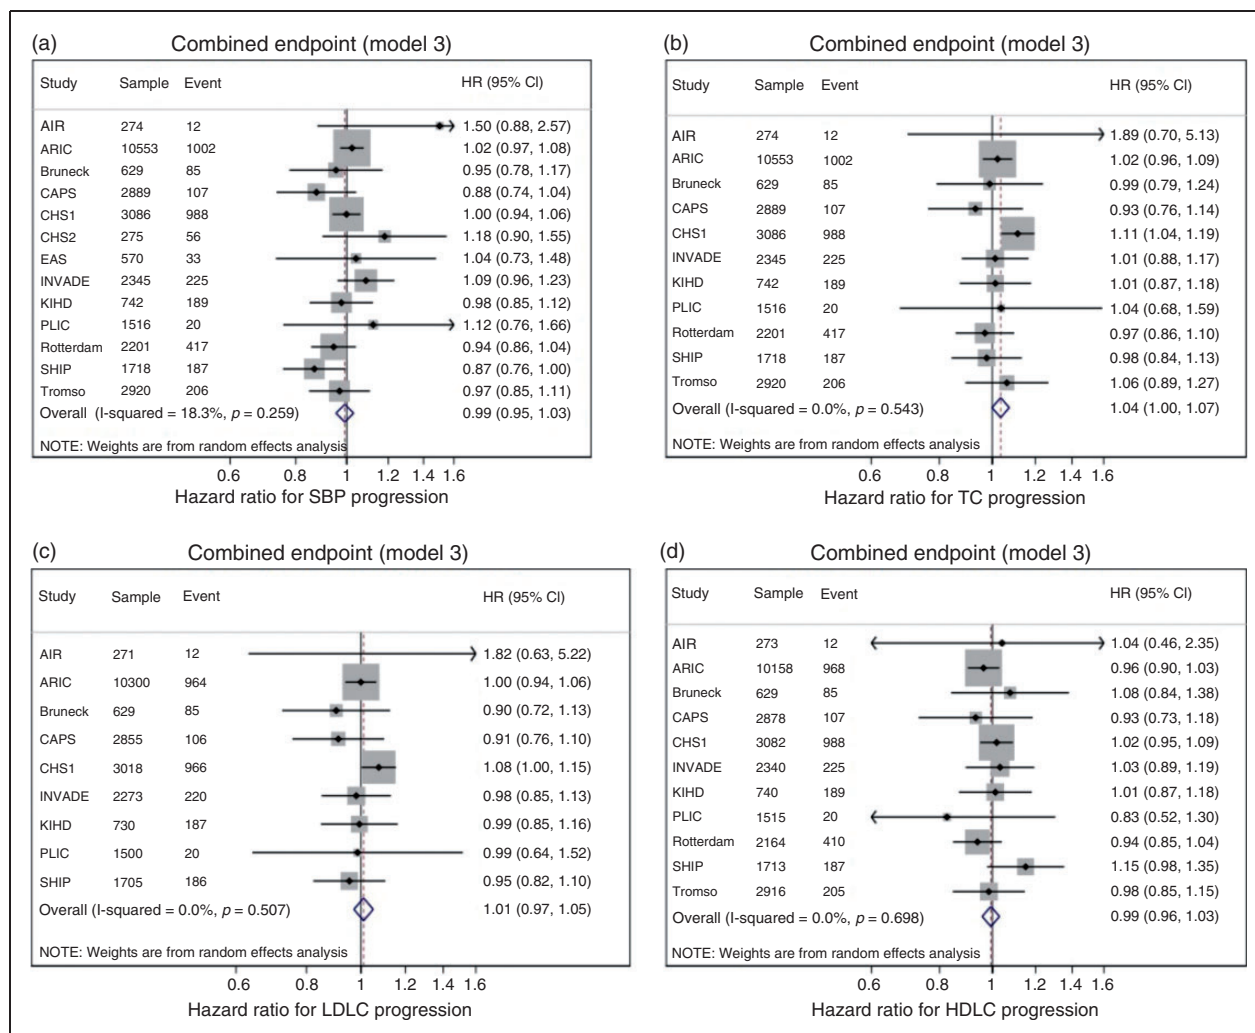 (a)
Combined endpoint (model 3)
Study Sample Event HR (95% CI)
AIR 274 12 1.50 (0.88, 2.57)
ARIC 10553 1002 1.02 (0.97, 1.08)
Bruneck 629 85 0.95 (0.78, 1.17)
CAPS 2889 107 0.88 (0.74, 1.04)
CHS1 3086 988 1.00 (0.94, 1.06)
CHS2 275 56 1.18 (0.90, 1.55)
EAS 570 33 1.04 (0.73, 1.48)
INVADE 2345 225 1.09 (0.96, 1.23)
KIHD 742 189 0.98 (0.85, 1.12)
PLIC 1516 20 1.12 (0.76, 1.66)
Rotterdam 2201 417 0.94 (0.86, 1.04)
SHIP 1718 187 0.87 (0.76, 1.00)
Tromso 2920 206 0.97 (0.85, 1.11)
Overall (I-squared = 18.3%, p = 0.259) 0.99 (0.95, 1.03)
NOTE: Weights are from random effects analysis
0.6 0.8 1 1.2 1.4 1.6
Hazard ratio for SBP progression
(b)
Combined endpoint (model 3)
Study Sample Event HR (95% CI)
AIR 274 12 1.89 (0.70, 5.13)
ARIC 10553 1002 1.02 (0.96, 1.09)
Bruneck 629 85 0.99 (0.79, 1.24)
CAPS 2889 107 0.93 (0.76, 1.14)
CHS1 3086 988 1.11 (1.04, 1.19)
INVADE 2345 225 1.01 (0.88, 1.17)
KIHD 742 189 1.01 (0.87, 1.18)
PLIC 1516 20 1.04 (0.68, 1.59)
Rotterdam 2201 417 0.97 (0.86, 1.10)
SHIP 1718 187 0.98 (0.84, 1.13)
Tromso 2920 206 1.06 (0.89, 1.27)
Overall (I-squared = 0.0%, p = 0.543) 1.04 (1.00, 1.07)
NOTE: Weights are from random effects analysis
0.6 0.8 1 1.2 1.4 1.6
Hazard ratio for TC progression
(c)
Combined endpoint (model 3)
Study Sample Event HR (95% CI)
AIR 271 12 1.82 (0.63, 5.22)
ARIC 10300 964 1.00 (0.94, 1.06)
Bruneck 629 85 0.90 (0.72, 1.13)
CAPS 2855 106 0.91 (0.76, 1.10)
CHS1 3018 966 1.08 (1.00, 1.15)
INVADE 2273 220 0.98 (0.85, 1.13)
KIHD 730 187 0.99 (0.85, 1.16)
PLIC 1500 20 0.99 (0.64, 1.52)
SHIP 1705 186 0.95 (0.82, 1.10)
Overall (I-squared = 0.0%, p = 0.507) 1.01 (0.97, 1.05)
NOTE: Weights are from random effects analysis
0.6 0.8 1 1.2 1.4 1.6
Hazard ratio for LDLC progression
(d)
Combined endpoint (model 3)
Study Sample Event HR (95% CI)
AIR 273 12 1.04 (0.46, 2.35)
ARIC 10158 968 0.96 (0.90, 1.03)
Bruneck 629 85 1.08 (0.84, 1.38)
CAPS 2878 107 0.93 (0.73, 1.18)
CHS1 3082 988 1.02 (0.95, 1.09)
INVADE 2340 225 1.03 (0.89, 1.19)
KIHD 740 189 1.01 (0.87, 1.18)
PLIC 1515 20 0.83 (0.52, 1.30)
Rotterdam 2164 410 0.94 (0.85, 1.04)
SHIP 1713 187 1.15 (0.98, 1.35)
Tromso 2916 205 0.98 (0.85, 1.15)
Overall (I-squared = 0.0%, p = 0.698) 0.99 (0.96, 1.03)
NOTE: Weights are from random effects analysis
0.6 0.8 1 1.2 1.4 1.6
Hazard ratio for HDLC progression